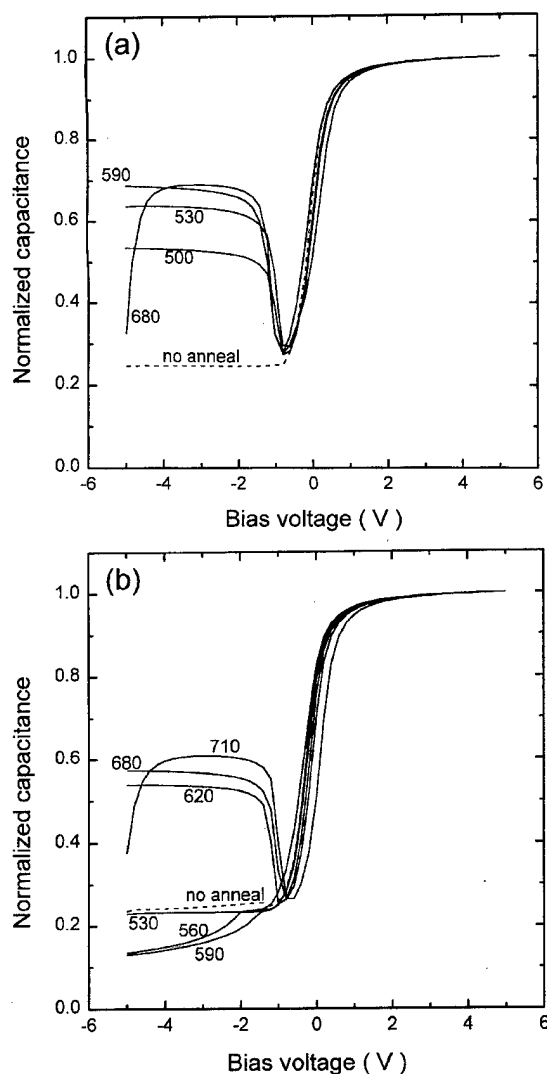 (a)
1.0
0.8
0.6
0.4
0.2
0.0
Normalized capacitance
590
530
500
680
no anneal
-6 -4 -2 0 2 4 6
Bias voltage ( V )
(b)
1.0
0.8
0.6
0.4
0.2
0.0
Normalized capacitance
710
680
620
no anneal
530
560
590
-6 -4 -2 0 2 4 6
Bias voltage ( V )